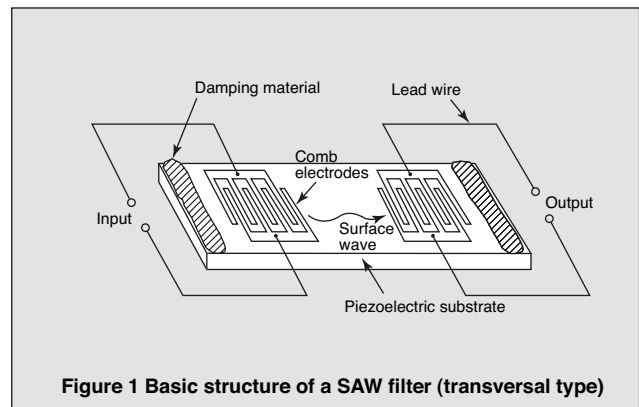 Damping material
Lead wire
Comb
electrodes
Input
Output
Surface
wave
Piezoelectric substrate
Figure 1 Basic structure of a SAW filter (transversal type)